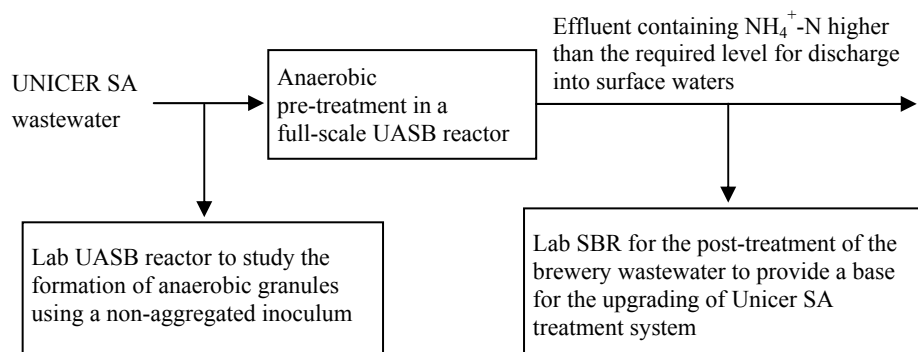 UNICER SA
wastewater
Anaerobic
pre-treatment in a
full-scale UASB reactor
Effluent containing NH₄⁺-N higher
than the required level for discharge
into surface waters
Lab UASB reactor to study the
formation of anaerobic granules
using a non-aggregated inoculum
Lab SBR for the post-treatment of the
brewery wastewater to provide a base
for the upgrading of Unicer SA
treatment system